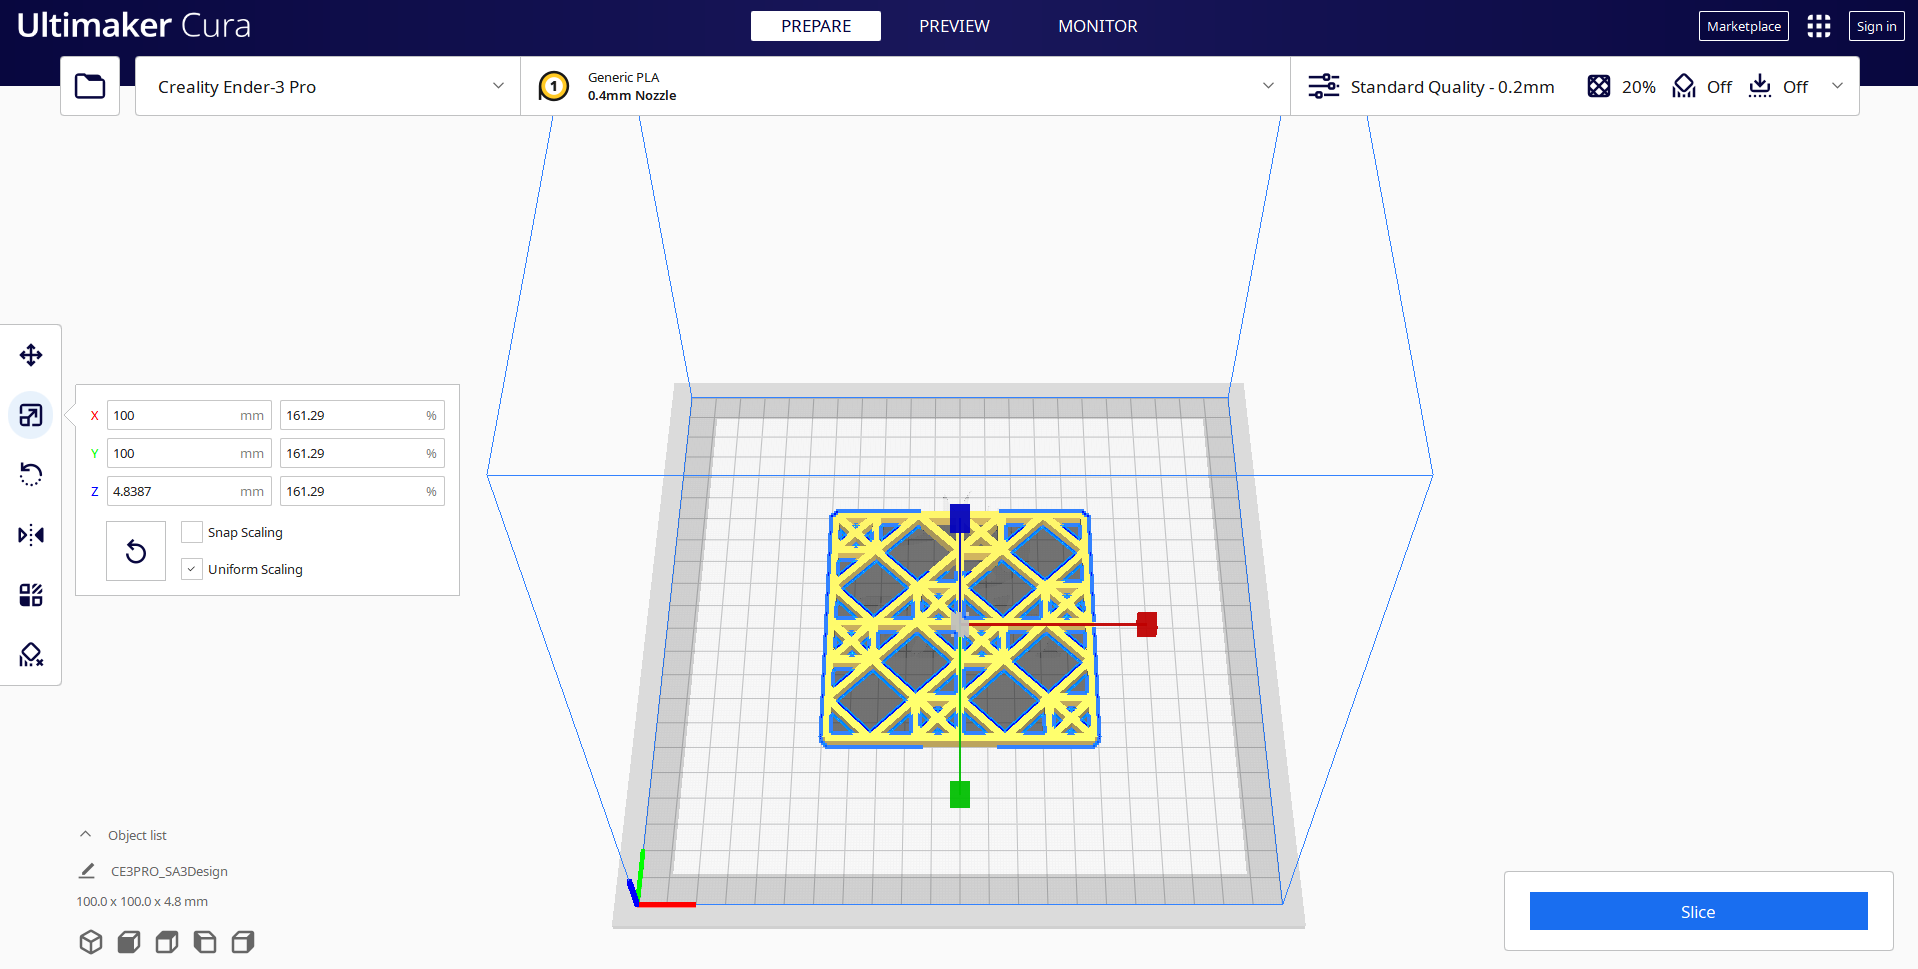 Ultimaker Cura
PREPARE
PREVIEW
MONITOR
Marketplace
Sign in
Creality Ender-3 Pro
1
Generic PLA
0.4mm Nozzle
Standard Quality - 0.2mm
20%
Off
Off
X 100 mm 161.29 %
Y 100 mm 161.29 %
Z 4.8387 mm 161.29 %
Snap Scaling
Uniform Scaling
Object list
CE3PRO_SA3Design
100.0 x 100.0 x 4.8 mm
Slice